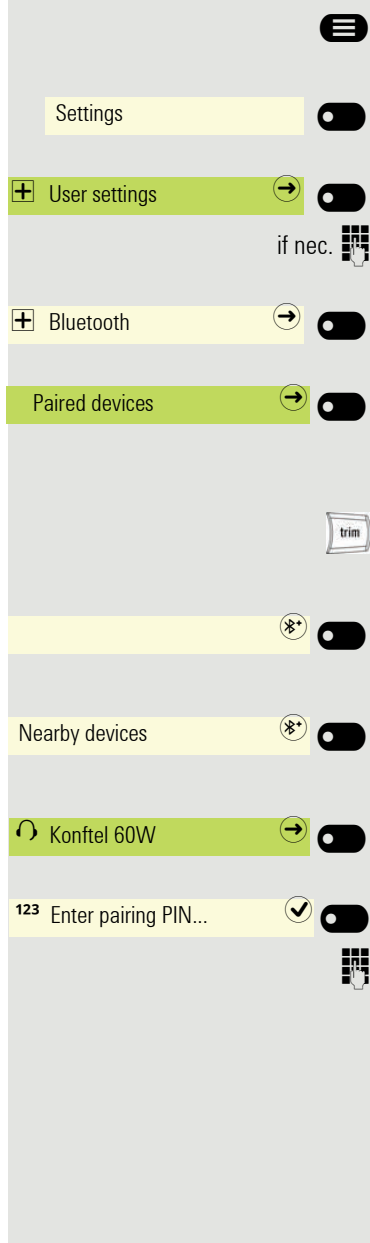 Settings
User settings
if nec.
Bluetooth
Paired devices
trim
Nearby devices
Konftel 60W
123 Enter pairing PIN...